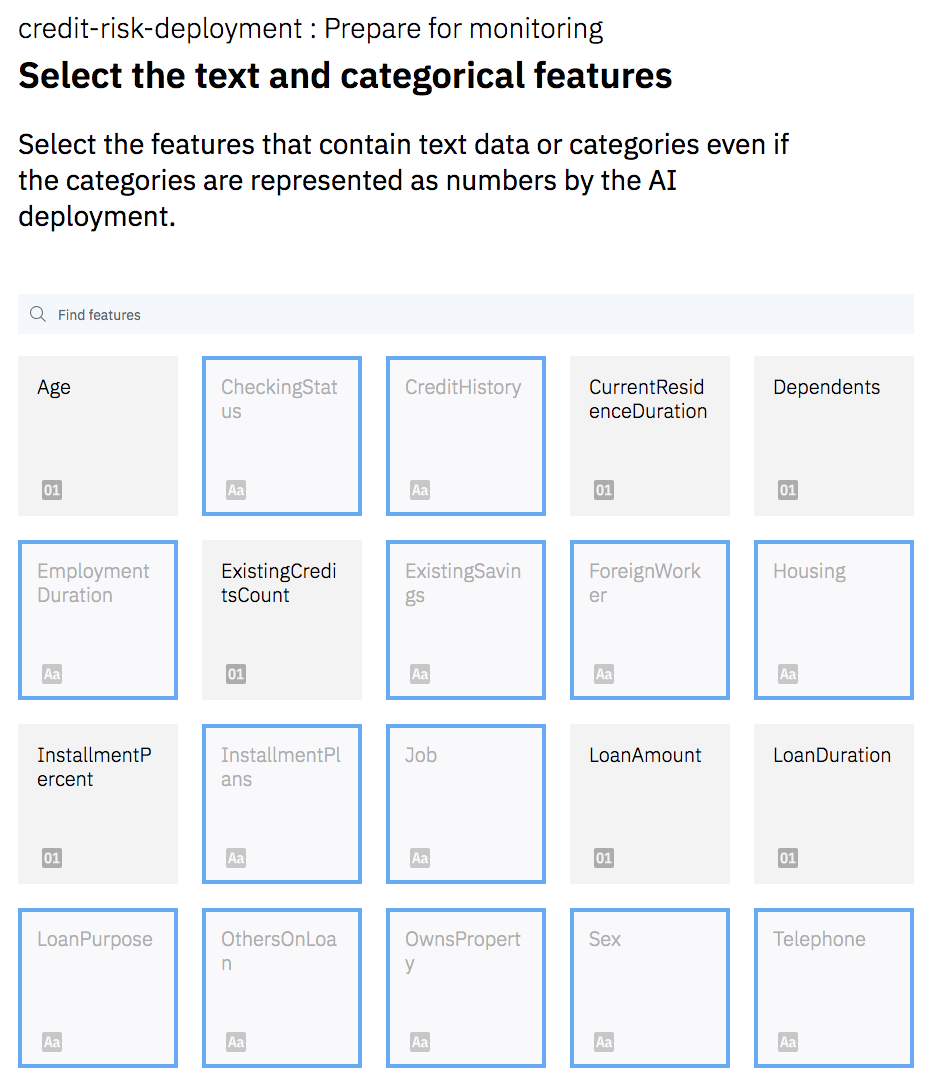 credit-risk-deployment : Prepare for monitoring
Select the text and categorical features
Select the features that contain text data or categories even if
the categories are represented as numbers by the AI
deployment.
Find features
Age
01
CheckingStat
us
Aa
CreditHistory
Aa
CurrentResid
enceDuration
01
Dependents
01
Employment
Duration
Aa
ExistingCredi
tsCount
01
ExistingSavin
gs
Aa
ForeignWork
er
Aa
Housing
Aa
InstallmentP
ercent
01
InstallmentPl
ans
Aa
Job
Aa
LoanAmount
01
LoanDuration
01
LoanPurpose
Aa
OthersOnLoa
n
Aa
OwnsPropert
y
Aa
Sex
Aa
Telephone
Aa